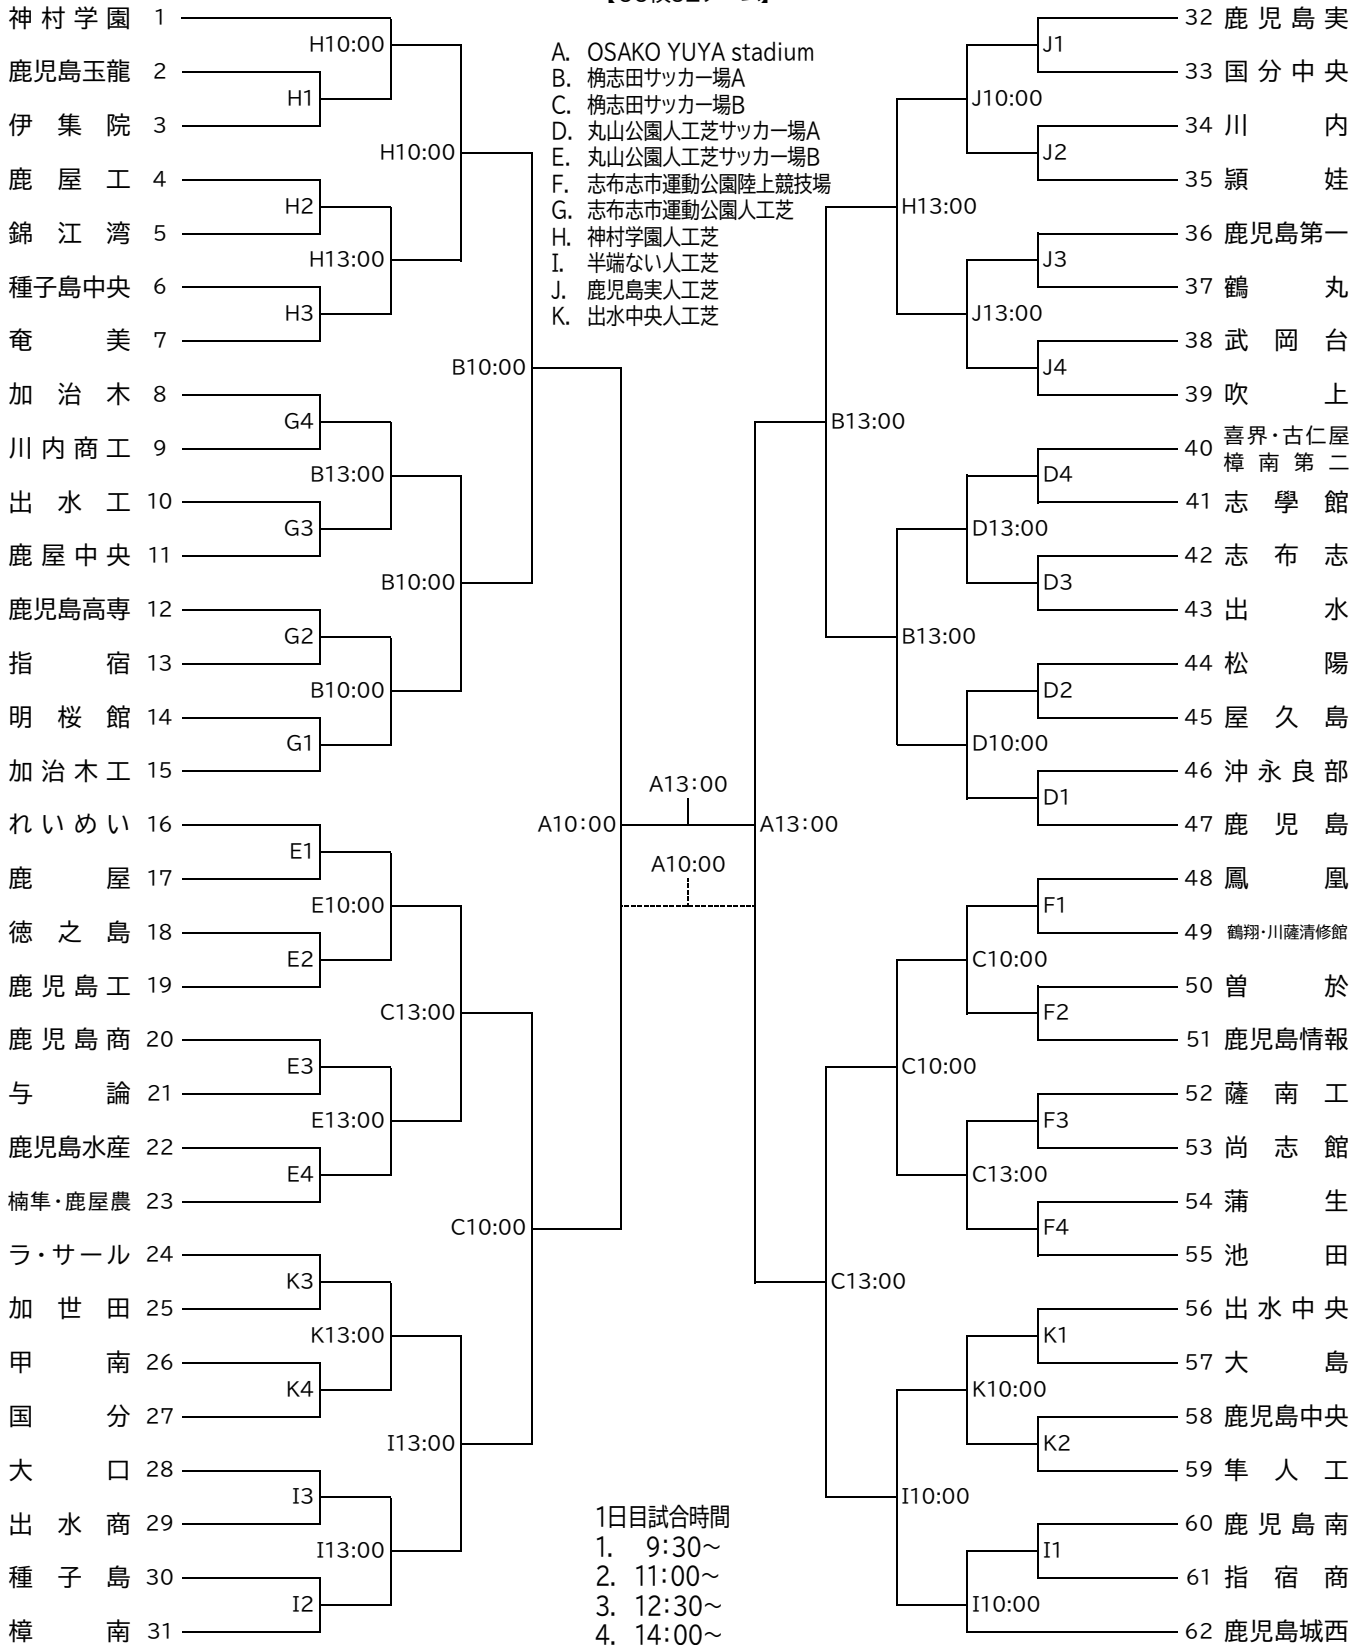 神村学園 1
鹿児島玉龍 2
伊集院 3
鹿屋工 4
錦江湾 5
種子島中央 6
奄美 7
加治木 8
川内商工 9
出水工 10
鹿屋中央 11
鹿児島高専 12
指宿 13
明桜館 14
加治木工 15
れいめい 16
鹿屋 17
徳之島 18
鹿児島工 19
鹿児島商 20
与論 21
鹿児島水産 22
楠隼・鹿屋農 23
ラ・サール 24
加世田 25
甲南 26
国分 27
大口 28
出水商 29
種子島 30
樟南 31
H10:00
H1
H2
H13:00
H3
G4
B13:00
G3
G2
B10:00
G1
E1
E10:00
E2
E3
E13:00
E4
K3
K13:00
K4
I3
I13:00
I2
H10:00
B10:00
C13:00
I13:00
B10:00
C10:00
A10:00
A. OSAKO YUYA stadium
B. 桷志田サッカー場A
C. 桷志田サッカー場B
D. 丸山公園人工芝サッカー場A
E. 丸山公園人工芝サッカー場B
F. 志布志市運動公園陸上競技場
G. 志布志市運動公園人工芝
H. 神村学園人工芝
I. 半端ない人工芝
J. 鹿児島実人工芝
K. 出水中央人工芝
A13:00
A10:00
1日目試合時間
1. 9:30～
2. 11:00～
3. 12:30～
4. 14:00～
A13:00
B13:00
C13:00
H13:00
B13:00
C10:00
I10:00
J1
J10:00
J2
J3
J13:00
J4
D4
D13:00
D3
D2
D10:00
D1
F1
C10:00
F2
F3
C13:00
F4
K1
K10:00
K2
I1
I10:00
32 鹿児島実
33 国分中央
34 川内
35 頴娃
36 鹿児島第一
37 鶴丸
38 武岡台
39 吹上
40 喜界・古仁屋
樟南第二
41 志學館
42 志布志
43 出水
44 松陽
45 屋久島
46 沖永良部
47 鹿児島
48 鳳凰
49 鶴翔・川薩清修館
50 曽於
51 鹿児島情報
52 薩南工
53 尚志館
54 蒲生
55 池田
56 出水中央
57 大島
58 鹿児島中央
59 隼人工
60 鹿児島南
61 指宿商
62 鹿児島城西